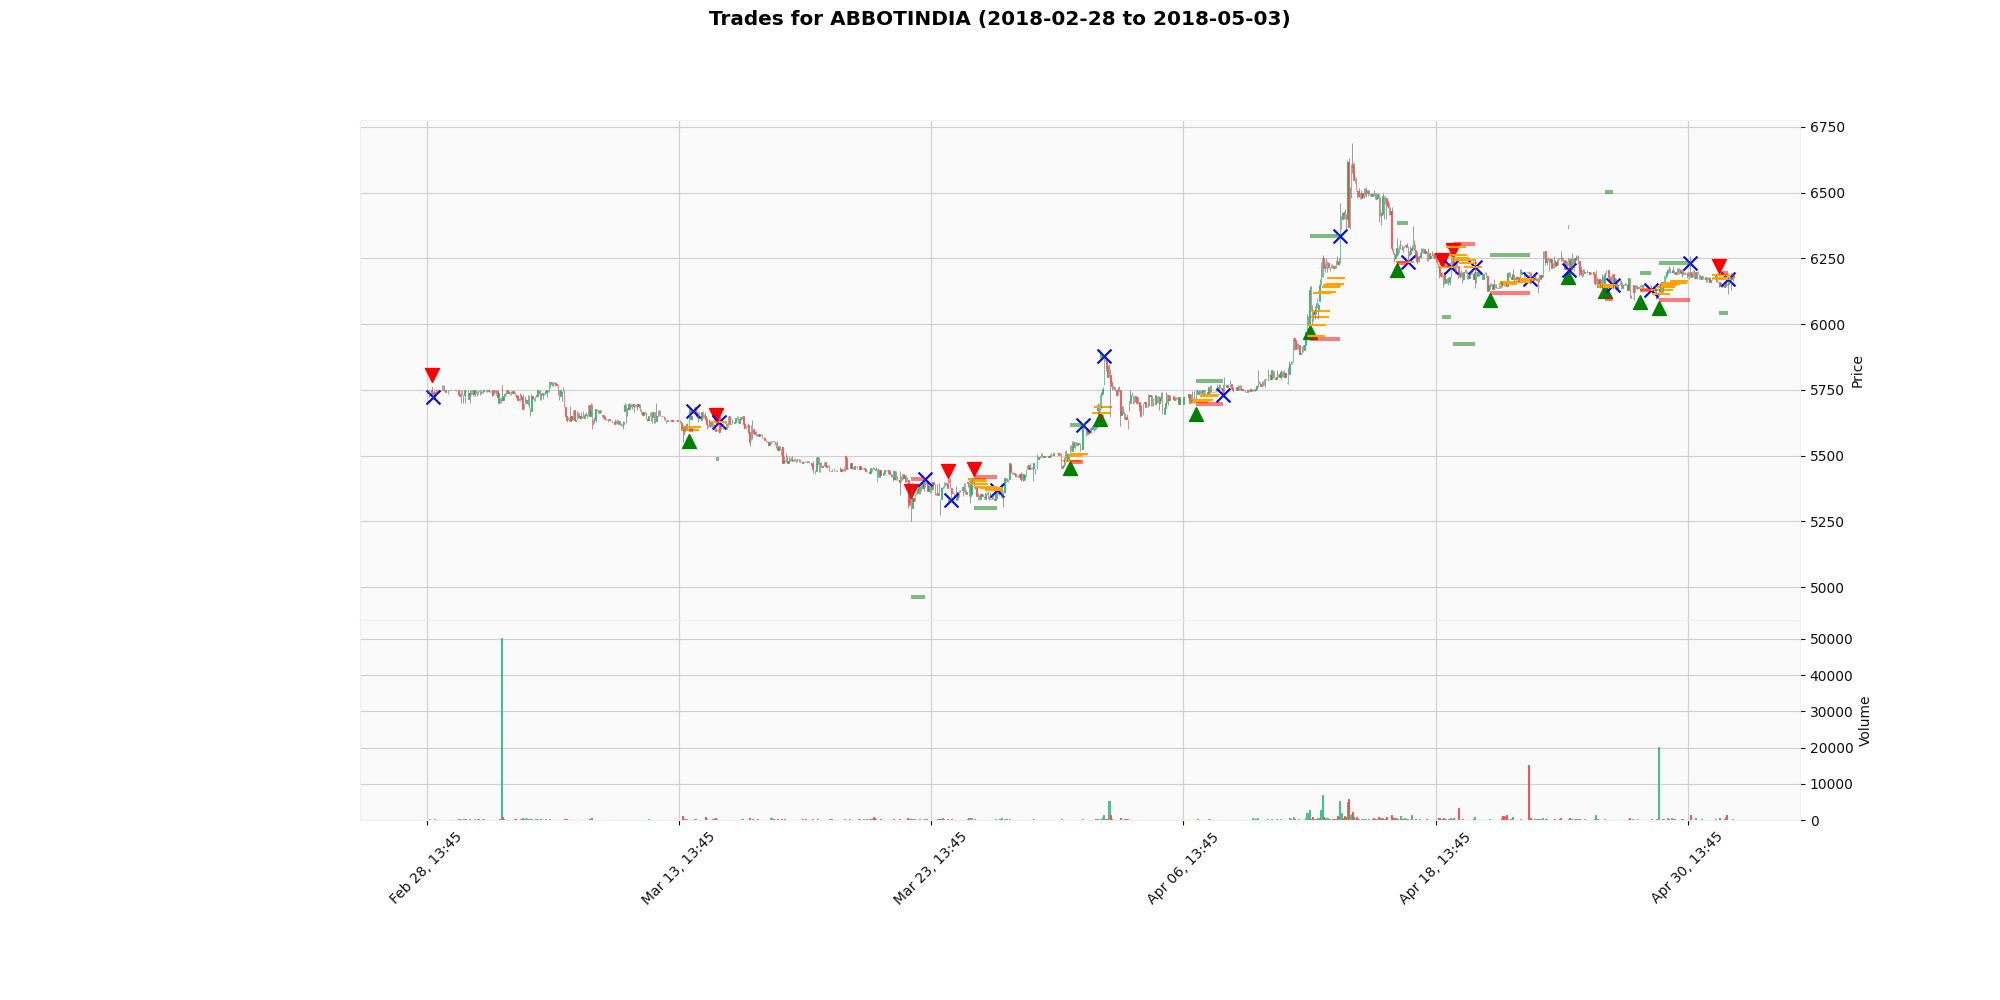 Trades for ABBOTINDIA (2018-02-28 to 2018-05-03)
6750
6500
6250
6000
5750
5500
5250
5000
Price
50000
40000
30000
20000
10000
0
Volume
Feb 28, 13:45
Mar 13, 13:45
Mar 23, 13:45
Apr 06, 13:45
Apr 18, 13:45
Apr 30, 13:45